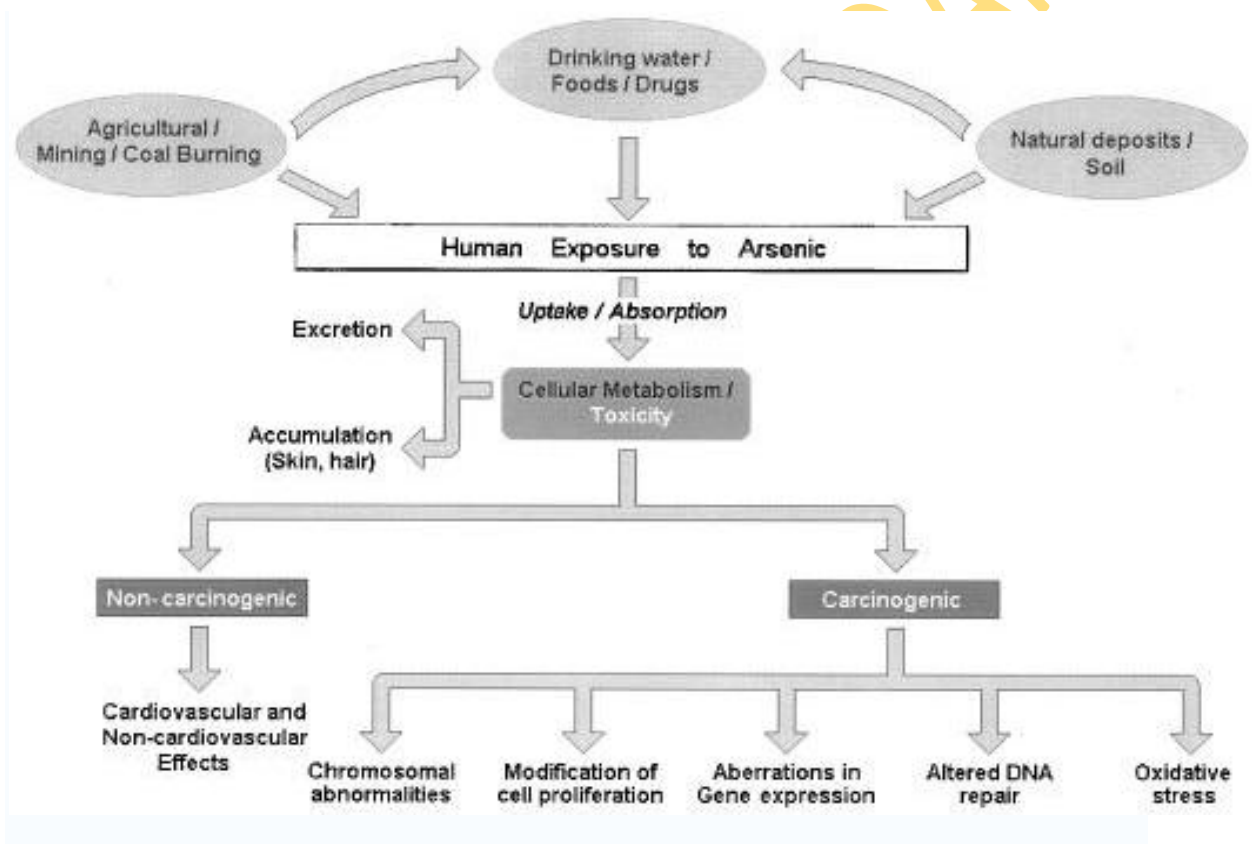 Drinking water /
Foods / Drugs
Agricultural /
Mining / Coal Burning
Natural deposits /
Soil
Human Exposure to Arsenic
Uptake / Absorption
Excretion
Cellular Metabolism /
Toxicity
Accumulation
(Skin, hair)
Non- carcinogenic
Carcinogenic
Cardiovascular and
Non-cardiovascular
Effects
Chromosomal
abnormalities
Modification of
cell proliferation
Aberrations in
Gene expression
Altered DNA
repair
Oxidative
stress